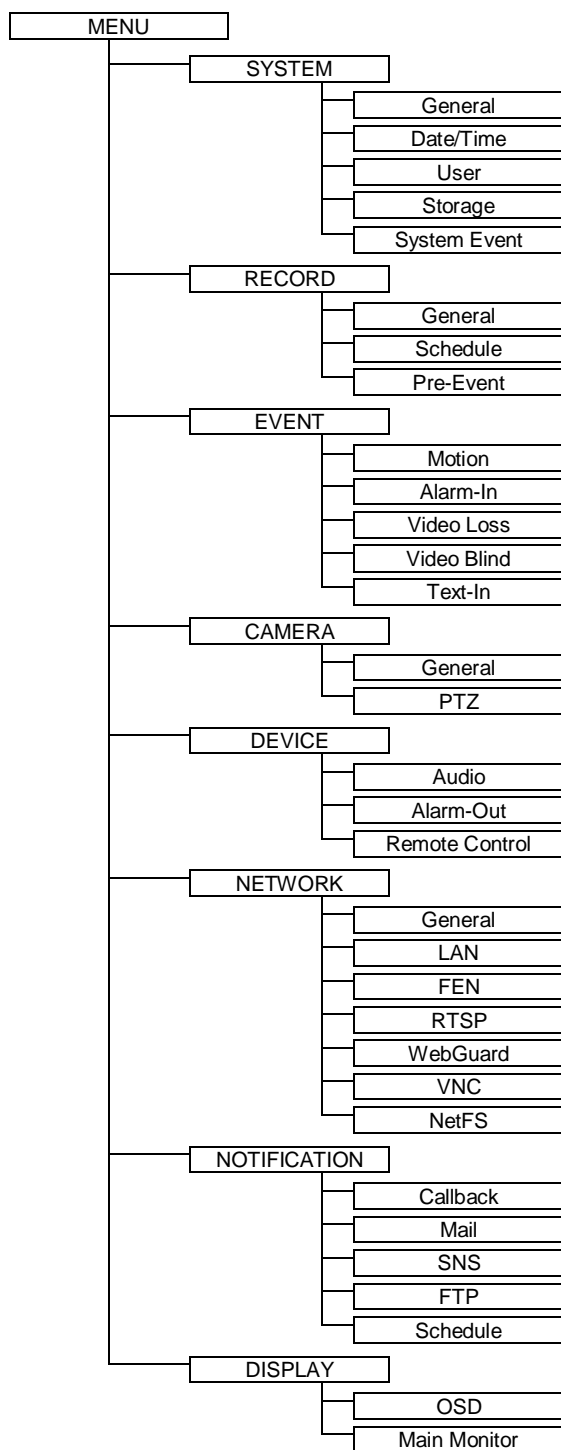 MENU
SYSTEM
General
Date/Time
User
Storage
System Event
RECORD
General
Schedule
Pre-Event
EVENT
Motion
Alarm-In
Video Loss
Video Blind
Text-In
CAMERA
General
PTZ
DEVICE
Audio
Alarm-Out
Remote Control
NETWORK
General
LAN
FEN
RTSP
WebGuard
VNC
NetFS
NOTIFICATION
Callback
Mail
SNS
FTP
Schedule
DISPLAY
OSD
Main Monitor